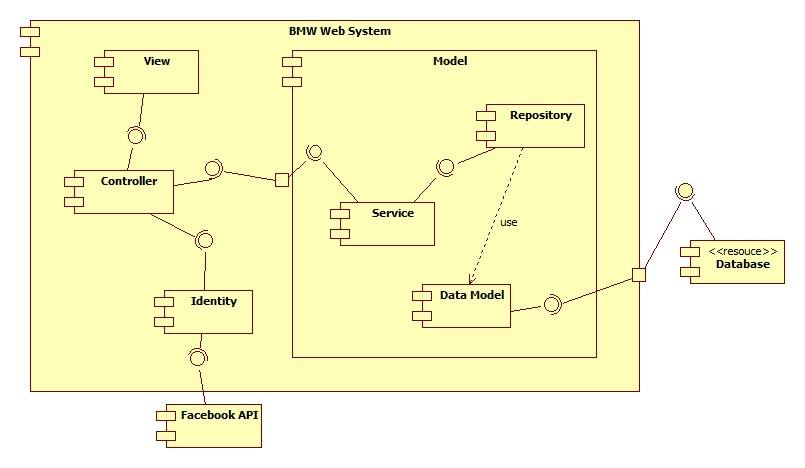 BMW Web System
View
Model
Repository
Controller
Service
use
<<resouce>>
Database
Identity
Data Model
Facebook API